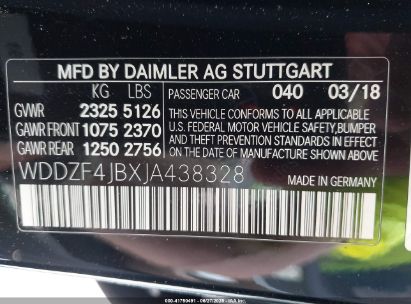 MFD BY DAIMLER AG STUTTGART
KG LBS
GVWR 2325 5126
GAWR FRONT 1075 2370
GAWR REAR 1250 2756
PASSENGER CAR 040 03/18
THIS VEHICLE CONFORMS TO ALL APPLICABLE
U.S. FEDERAL MOTOR VEHICLE SAFETY,BUMPER
AND THEFT PREVENTION STANDARDS IN EFFECT
ON THE DATE OF MANUFACTURE SHOWN ABOVE.
WDDZF4JBXJA438328
MADE IN GERMANY